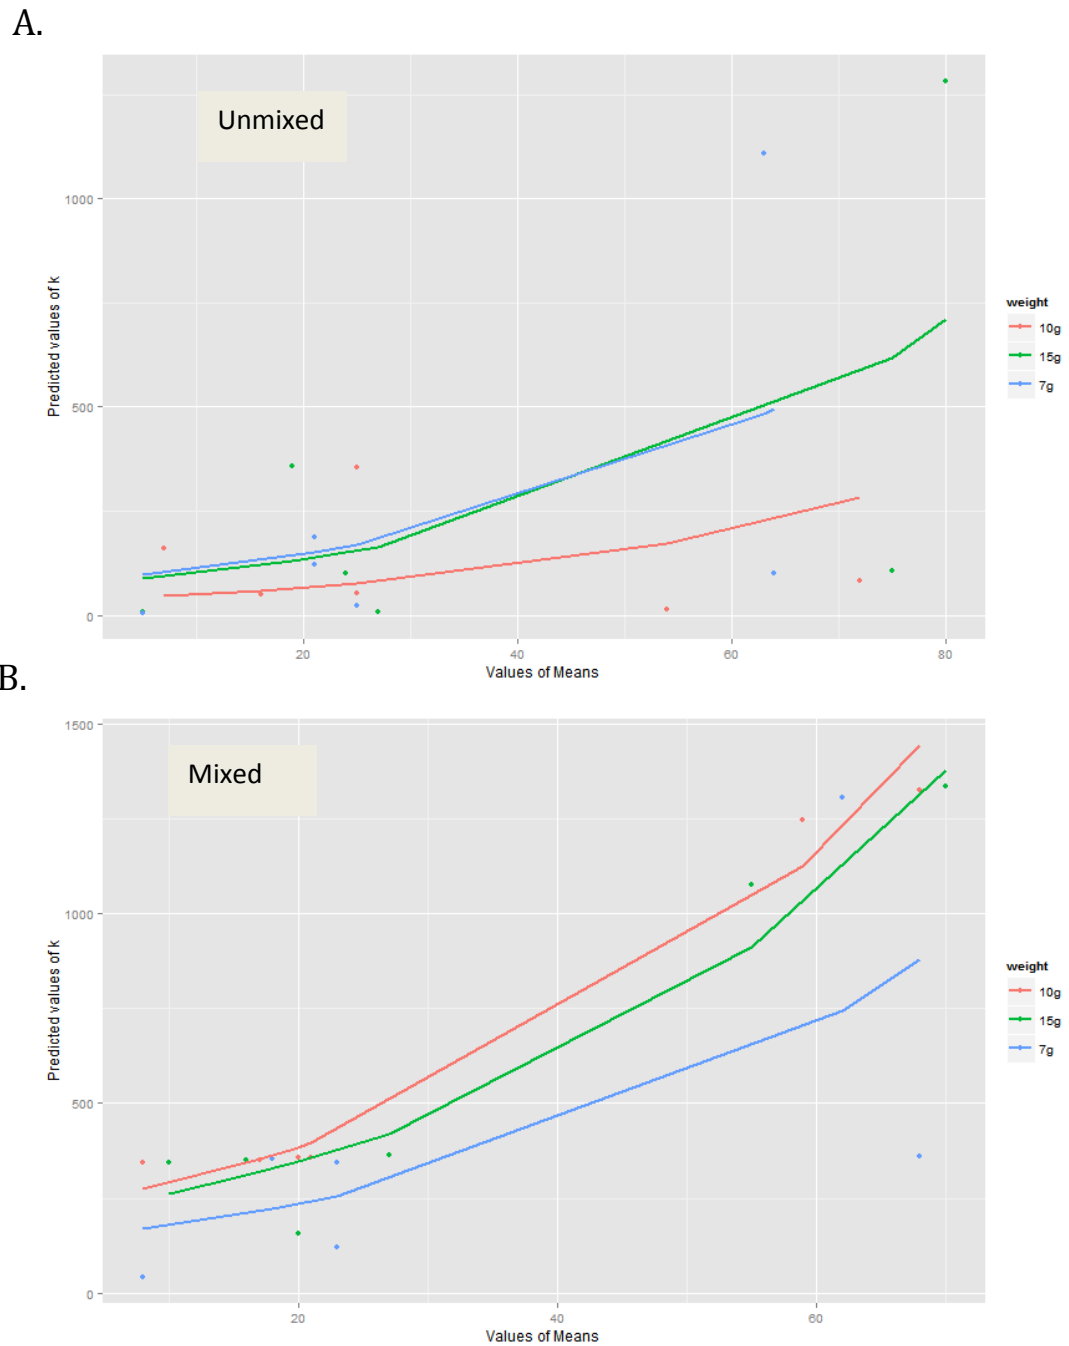 A.
Unmixed
1000
500
0
20 40 60 80
Values of Means
Predicted values of k
weight
10g
15g
7g
B.
Mixed
1500
1000
500
0
20 40 60
Values of Means
Predicted values of k
weight
10g
15g
7g